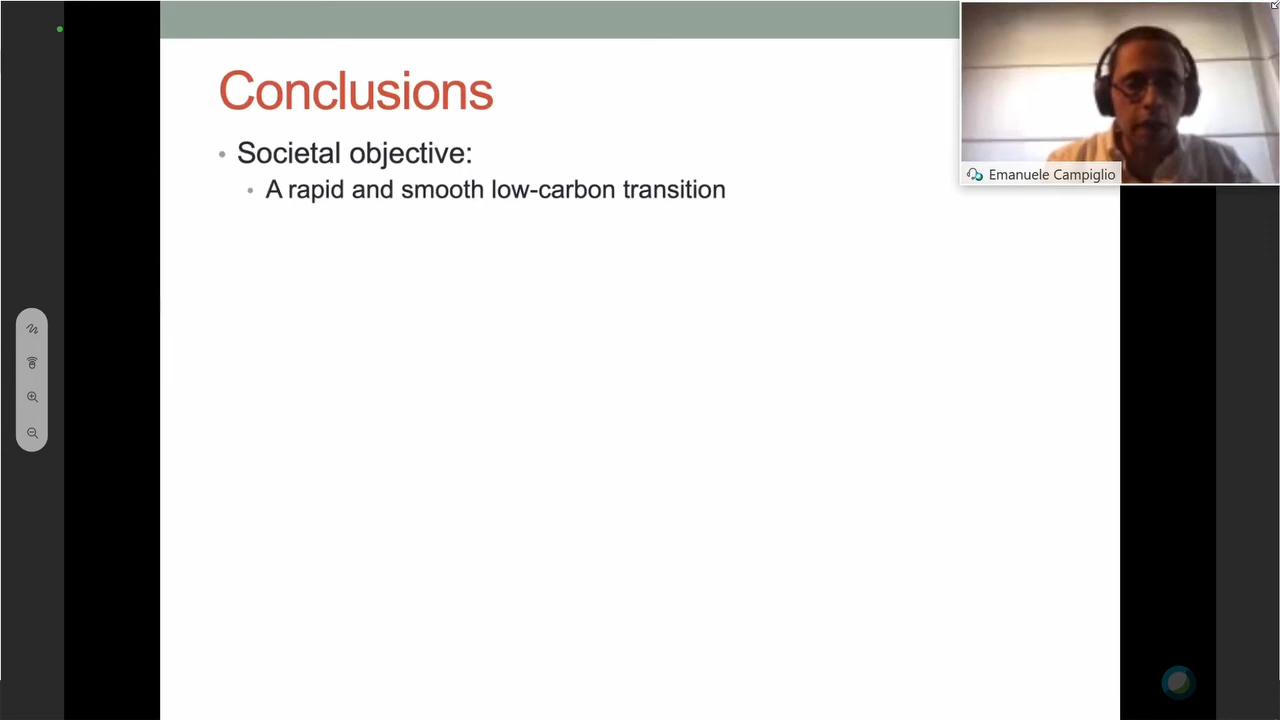 Conclusions
• Societal objective:
• A rapid and smooth low-carbon transition
Emanuele Campiglio